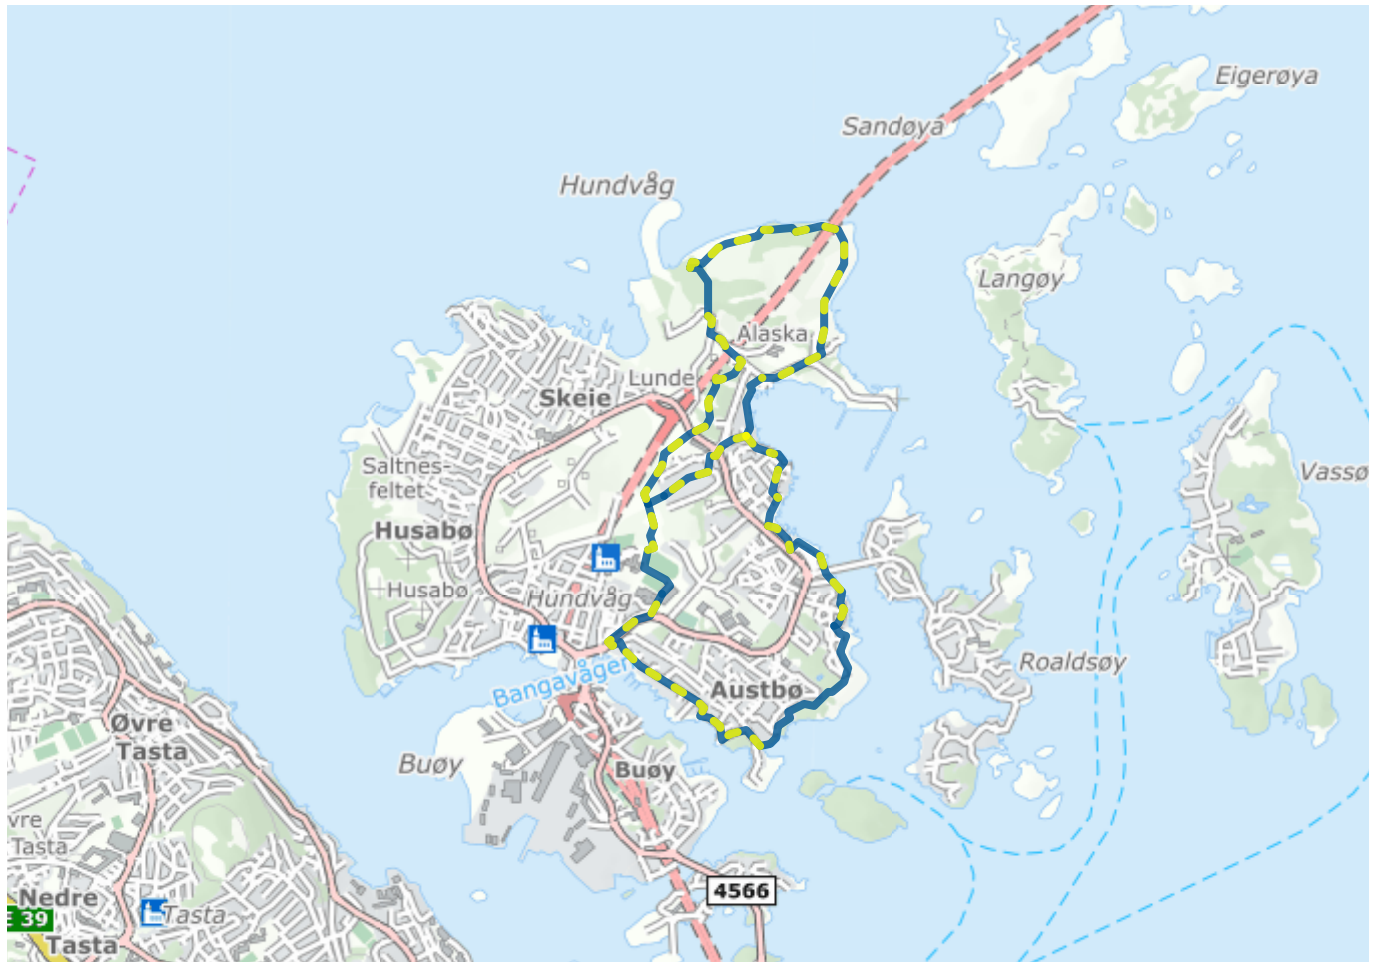 Eigerøya
Sandøya
Hundvåg
Langøy
Alaska
Lunde
Skeie
Saltnes-
feltet
Vassø
Husabø
Husabø
Hundvåg
Roaldsøy
Bangavågen
Austbø
Øvre
Tasta
Buøy
Buøy
vre
Tasta
4566
Nedre
Tasta
E 39
Tasta